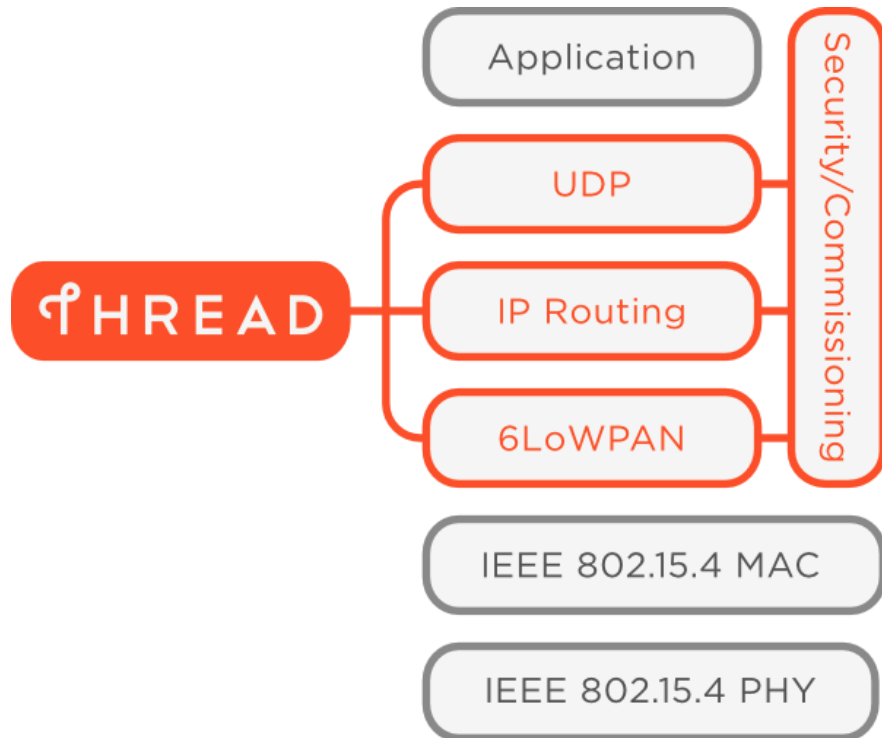 Application
Security/Commissioning
UDP
THREAD
IP Routing
6LoWPAN
IEEE 802.15.4 MAC
IEEE 802.15.4 PHY